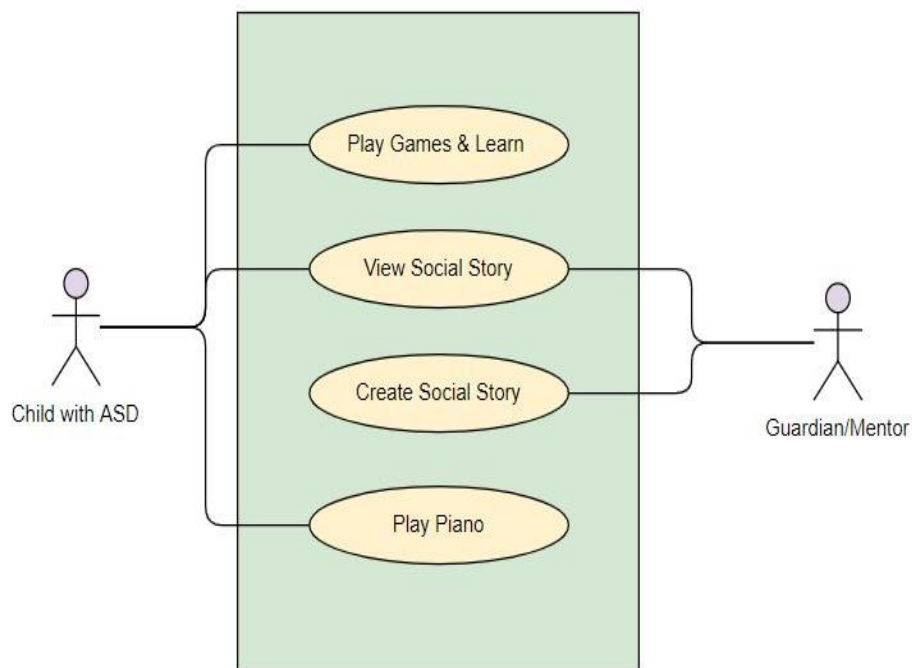 Play Games & Learn
View Social Story
Create Social Story
Child with ASD
Guardian/Mentor
Play Piano